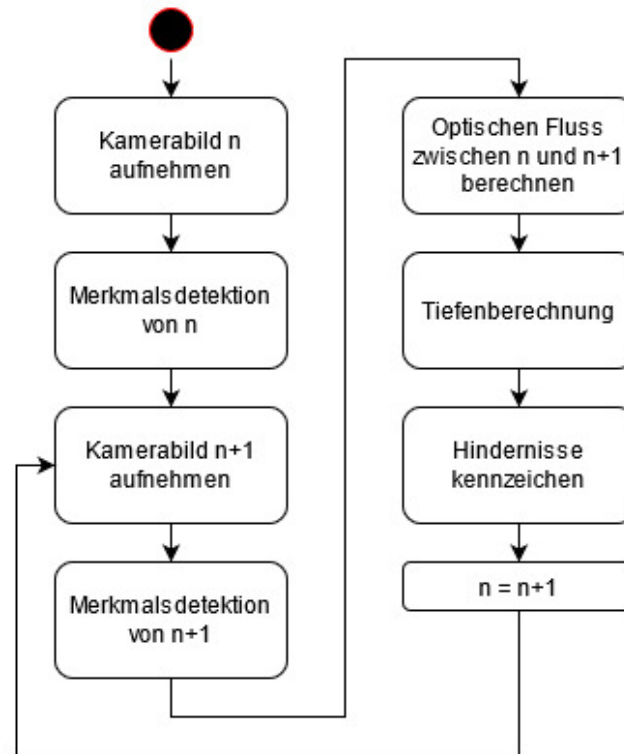 Kamerabild n
aufnehmen
Merkmalsdetektion
von n
Kamerabild n+1
aufnehmen
Merkmalsdetektion
von n+1
Optischen Fluss
zwischen n und n+1
berechnen
Tiefenberechnung
Hindernisse
kennzeichen
n = n+1